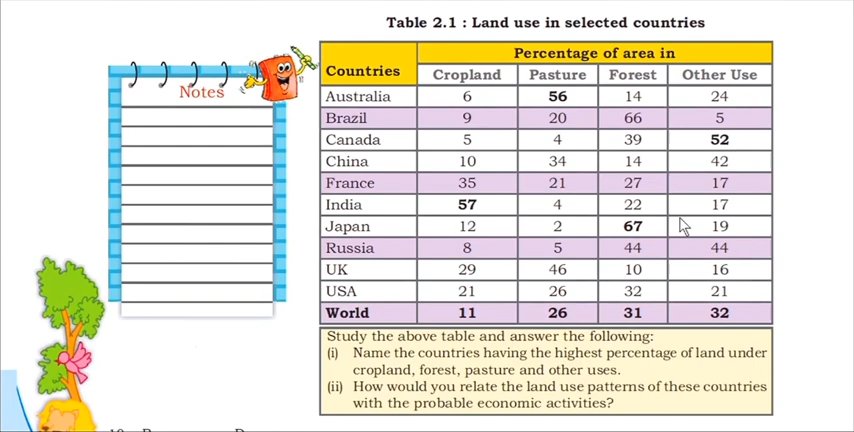 Table 2.1 : Land use in selected countries
Notes
Countries Percentage of area in
Cropland Pasture Forest Other Use
Australia 6 56 14 24
Brazil 9 20 66 5
Canada 5 4 39 52
China 10 34 14 42
France 35 21 27 17
India 57 4 22 17
Japan 12 2 67 19
Russia 8 5 44 44
UK 29 46 10 16
USA 21 26 32 21
World 11 26 31 32
Study the above table and answer the following:
(i) Name the countries having the highest percentage of land under
cropland, forest, pasture and other uses.
(ii) How would you relate the land use patterns of these countries
with the probable economic activities?